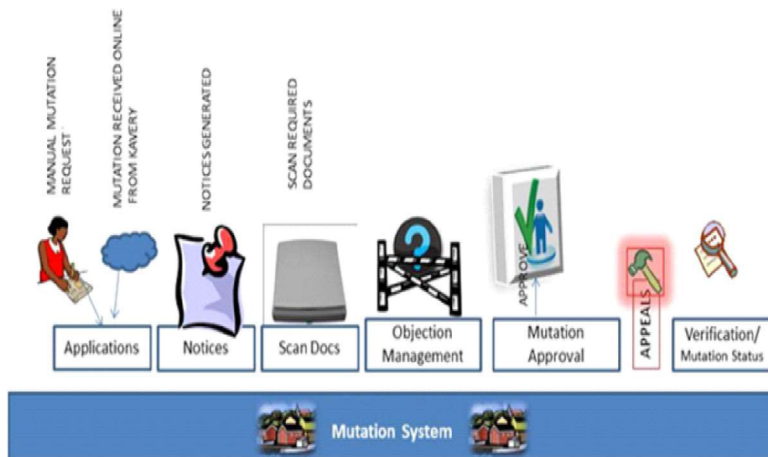 MANUAL MUTATION
REQUEST
MUTATION RECEIVED ONLINE
FROM KAVERY
NOTICES GENERATED
SCAN REQUIRED
DOCUMENTS
APPROVE
Applications
Notices
Scan Docs
Objection
Management
Mutation
Approval
APPEALS
Verification/
Mutation Status
Mutation System